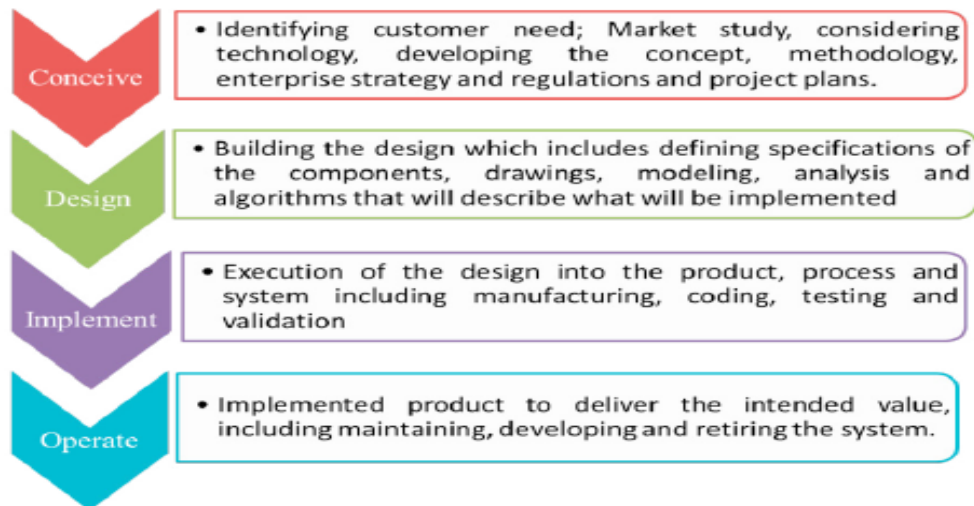 Conceive
• Identifying customer need; Market study, considering
technology, developing the concept, methodology,
enterprise strategy and regulations and project plans.
Design
• Building the design which includes defining specifications of
the components, drawings, modeling, analysis and
algorithms that will describe what will be implemented
Implement
• Execution of the design into the product, process and
system including manufacturing, coding, testing and
validation
Operate
• Implemented product to deliver the intended value,
including maintaining, developing and retiring the system.